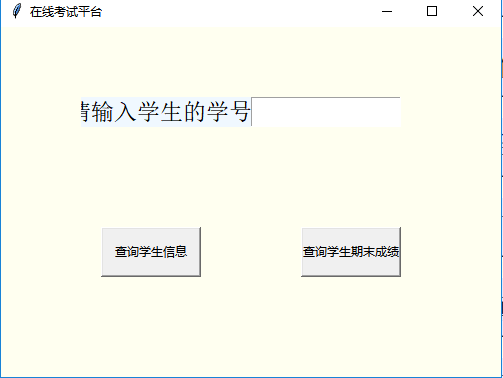 在线考试平台
请输入学生的学号
查询学生信息
查询学生期末成绩